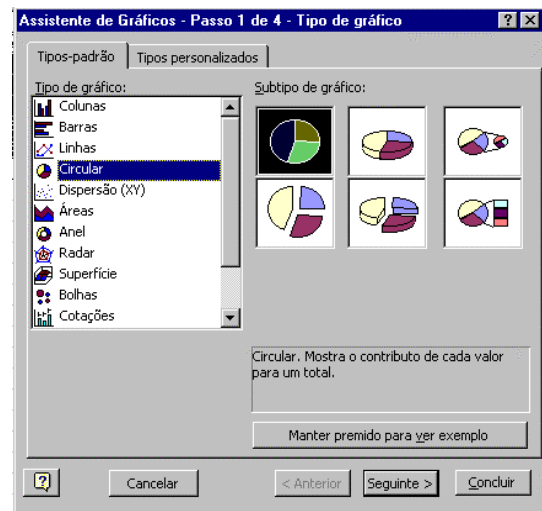 Assistente de Gráficos - Passo 1 de 4 - Tipo de gráfico
Tipos-padrão
Tipos personalizados
Tipo de gráfico:
Colunas
Barras
Linhas
Circular
Dispersão (XY)
Áreas
Anel
Radar
Superfície
Bolhas
Cotações
Subtipo de gráfico:
Circular. Mostra o contributo de cada valor
para um total.
Manter premido para ver exemplo
Cancelar
< Anterior
Seguinte >
Concluir